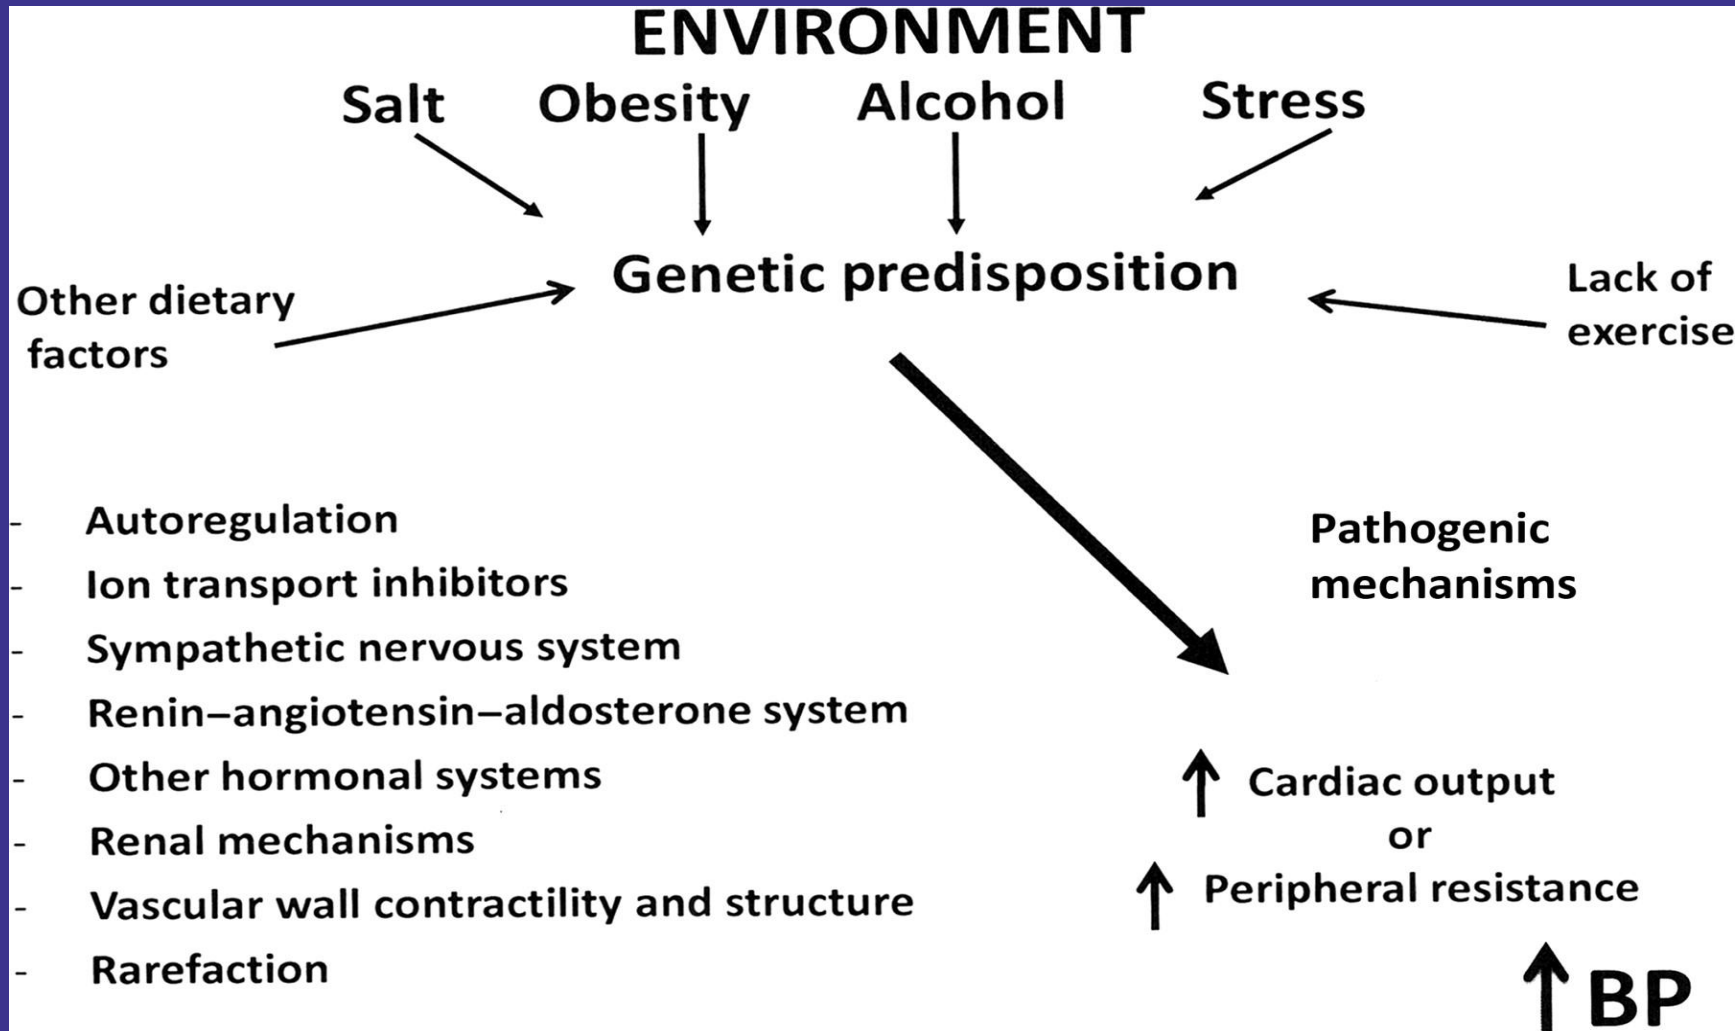 ENVIRONMENT
Salt Obesity Alcohol Stress
Genetic predisposition
Other dietary
factors
Lack of
exercise
- Autoregulation
- Ion transport inhibitors
- Sympathetic nervous system
- Renin–angiotensin–aldosterone system
- Other hormonal systems
- Renal mechanisms
- Vascular wall contractility and structure
- Rarefaction
Pathogenic
mechanisms
↑ Cardiac output
or
↑ Peripheral resistance
↑ BP